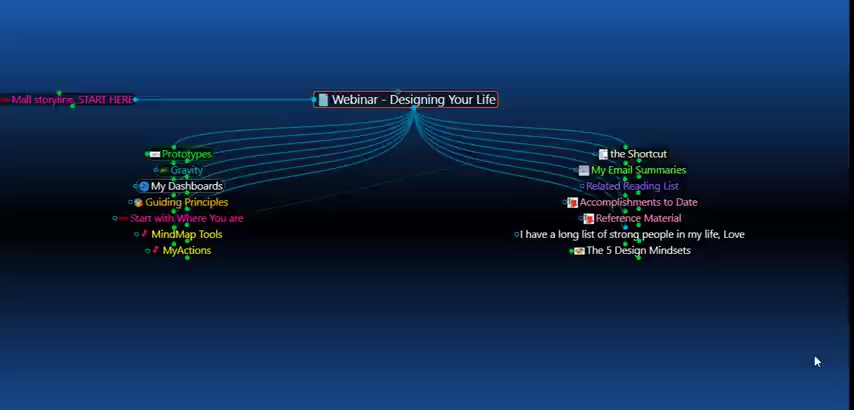 Mall storyline, START HERE
Webinar - Designing Your Life
Prototypes
Gravity
My Dashboards
Guiding Principles
Start with Where You are
MindMap Tools
MyActions
the Shortcut
My Email Summaries
Related Reading List
Accomplishments to Date
Reference Material
I have a long list of strong people in my life, Love
The 5 Design Mindsets